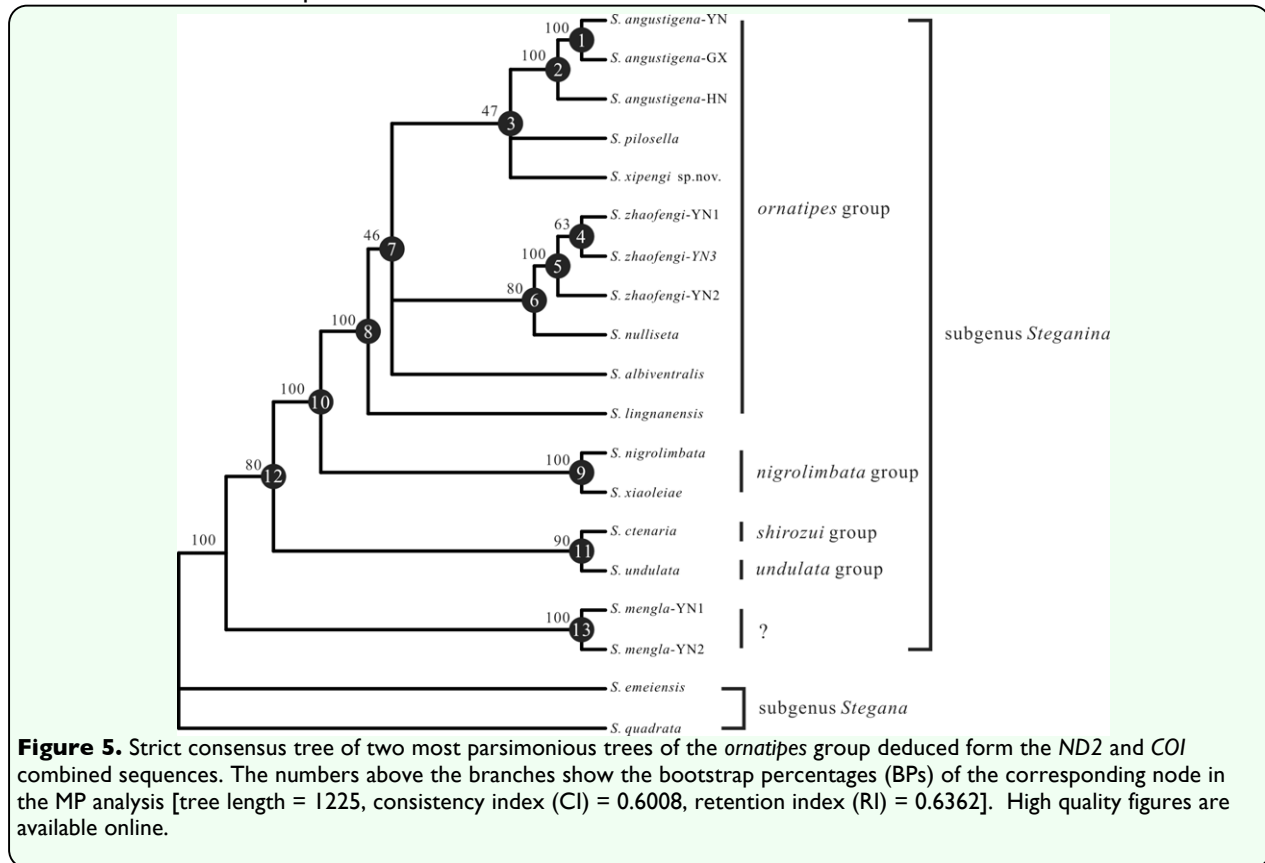 100
S. angustigena-YN
1
100
S. angustigena-GX
2
47
S. angustigena-HN
3
S. pilosella
S. xipengi sp.nov.
ornatipes group
S. zhaofengi-YN1
63
4
46
7
S. zhaofengi-YN3
100
5
80
6
S. zhaofengi-YN2
100
8
S. nulliseta
subgenus Steganina
S. albiventralis
100
10
S. lingnanensis
S. nigrolimbata
80
12
100
9
nigrolimbata group
S. xiaoleiae
S. ctenaria
shirozui group
100
90
11
S. undulata
undulata group
S. mengla-YN1
100
13
?
S. mengla-YN2
S. emeiensis
subgenus Stegana
S. quadrata
Figure 5. Strict consensus tree of two most parsimonious trees of the ornatipes group deduced form the ND2 and COI
combined sequences. The numbers above the branches show the bootstrap percentages (BPs) of the corresponding node in
the MP analysis [tree length = 1225, consistency index (CI) = 0.6008, retention index (RI) = 0.6362]. High quality figures are
available online.